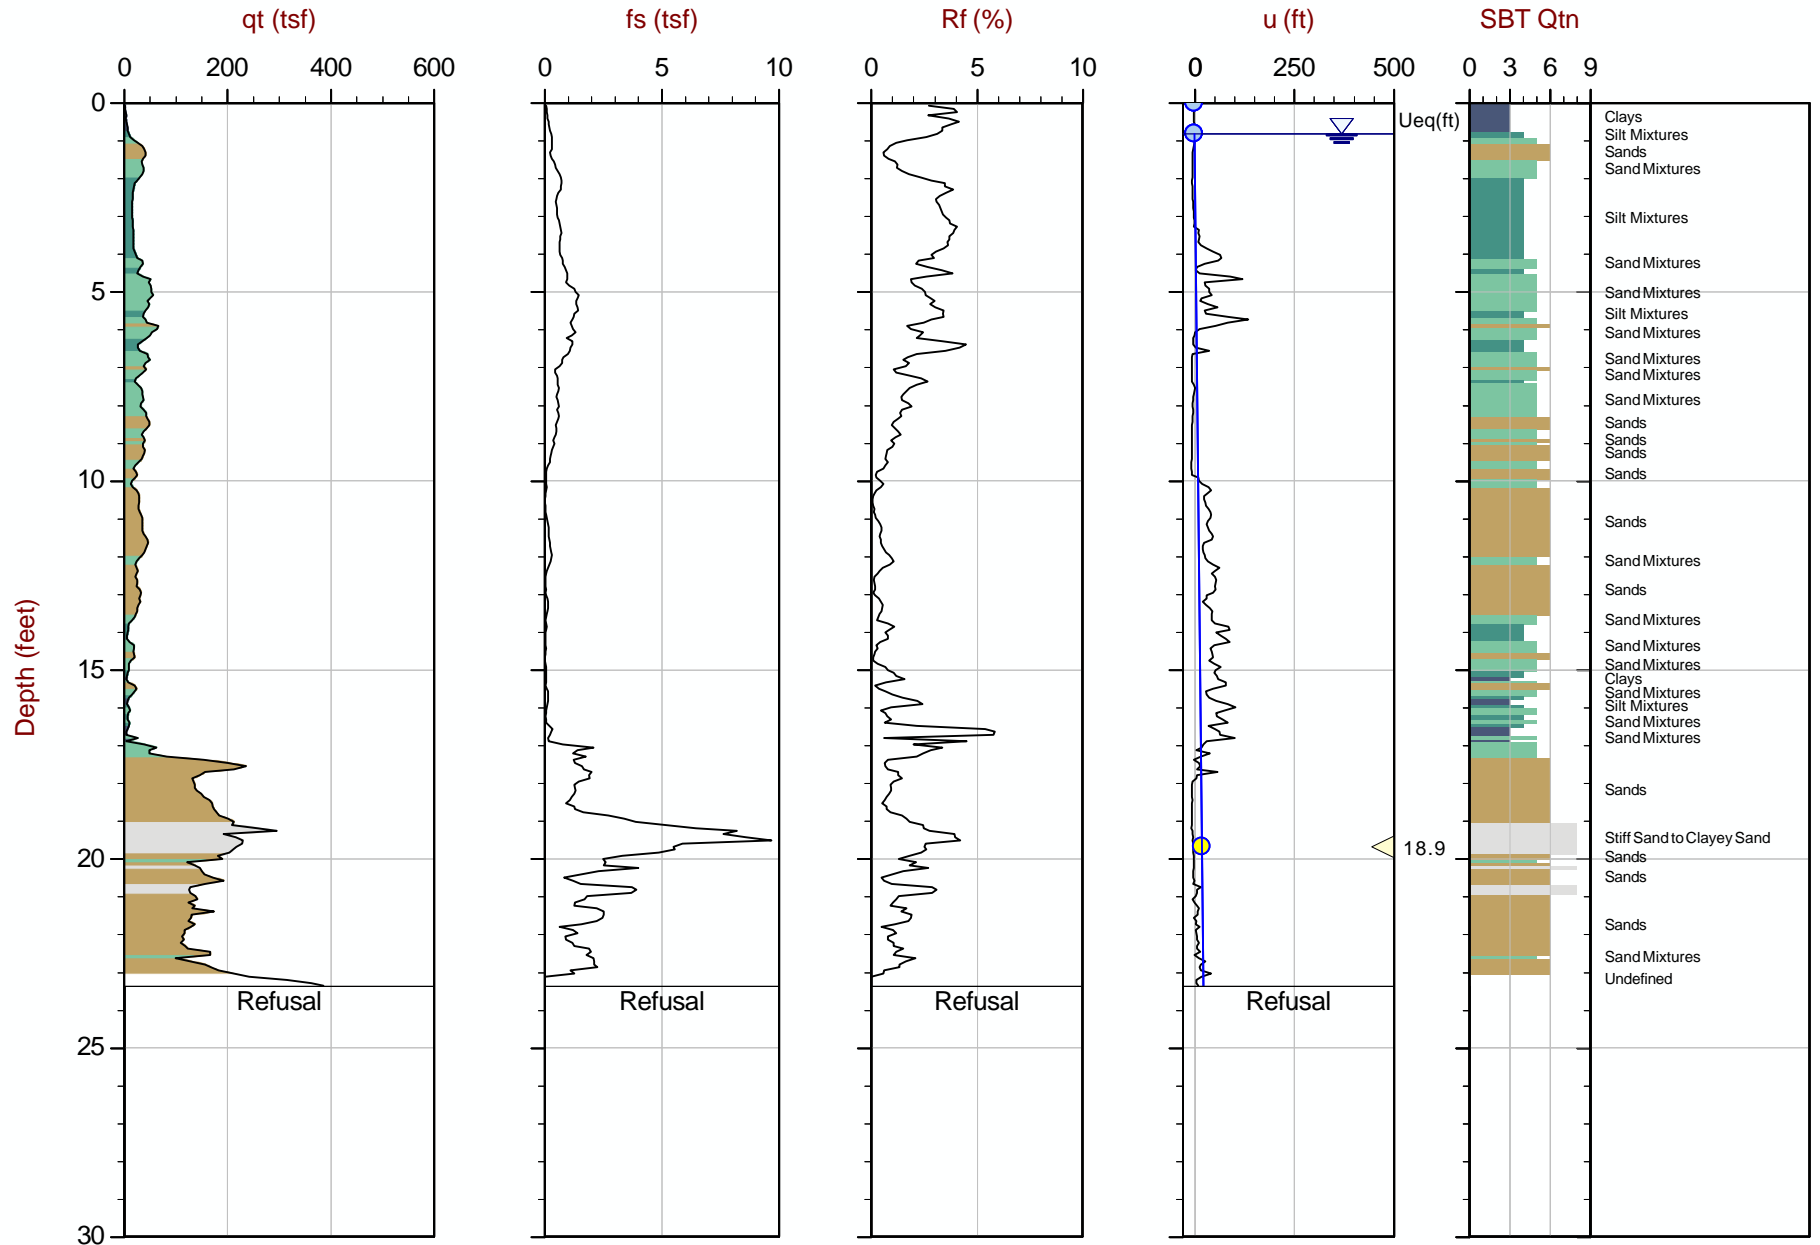 qt (tsf) fs (tsf) Rf (%) u (ft) SBT Qtn
0 200 400 600 0 5 10 0 5 10 0 250 500 0 3 6 9
0
Ueq(ft)
Clays
Silt Mixtures
Sands
Sand Mixtures
Silt Mixtures
Sand Mixtures
5
Sand Mixtures
Silt Mixtures
Sand Mixtures
Sand Mixtures
Sand Mixtures
Sand Mixtures
Sands
Sands
Sands
Sands
10
Sands
Sand Mixtures
Sands
Sand Mixtures
Sand Mixtures
Depth (feet)
15
Sand Mixtures
Clays
Sand Mixtures
Silt Mixtures
Sand Mixtures
Sand Mixtures
Sands
Stiff Sand to Clayey Sand
18.9
20
Sands
Sands
Sands
Sand Mixtures
Undefined
Refusal Refusal Refusal Refusal
25
30